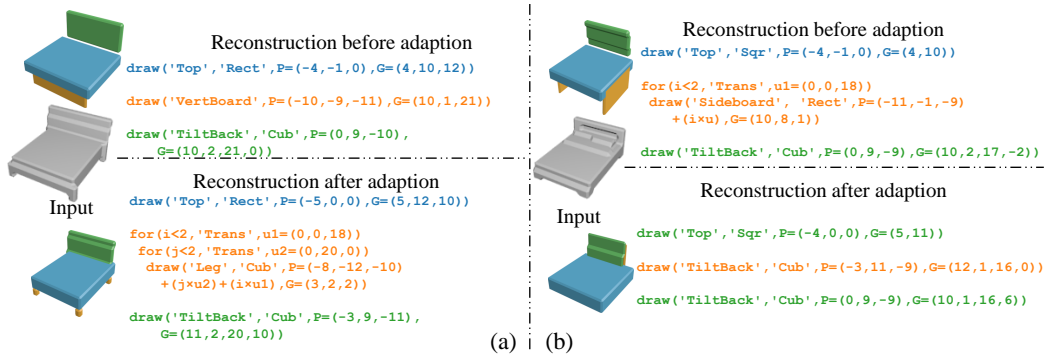 Reconstruction before adaption
draw('Top','Rect',P=(-4,-1,0),G=(4,10,12))
draw('VertBoard',P=(-10,-9,-11),G=(10,1,21))
draw('TiltBack','Cub',P=(0,9,-10),
G=(10,2,21,0))
Reconstruction after adaption
Input
draw('Top','Rect',P=(-5,0,0),G=(5,12,10))
for(i<2,'Trans',u1=(0,0,18))
for(j<2,'Trans',u2=(0,20,0))
draw('Leg','Cub',P=(-8,-12,-10)
+(j×u2)+(i×u1),G=(3,2,2))
draw('TiltBack','Cub',P=(-3,9,-11),
G=(11,2,20,10))
(a)
Reconstruction before adaption
draw('Top','Sqr',P=(-4,-1,0),G=(4,10))
for(i<2,'Trans',u1=(0,0,18))
draw('Sideboard', 'Rect',P=(-11,-1,-9)
+(i×u),G=(10,8,1))
draw('TiltBack','Cub',P=(0,9,-9),G=(10,2,17,-2))
Reconstruction after adaption
Input
draw('Top','Sqr',P=(-4,0,0),G=(5,11))
draw('TiltBack','Cub',P=(-3,11,-9),G=(12,1,16,0))
draw('TiltBack','Cub',P=(0,9,-9),G=(10,1,16,6))
(b)